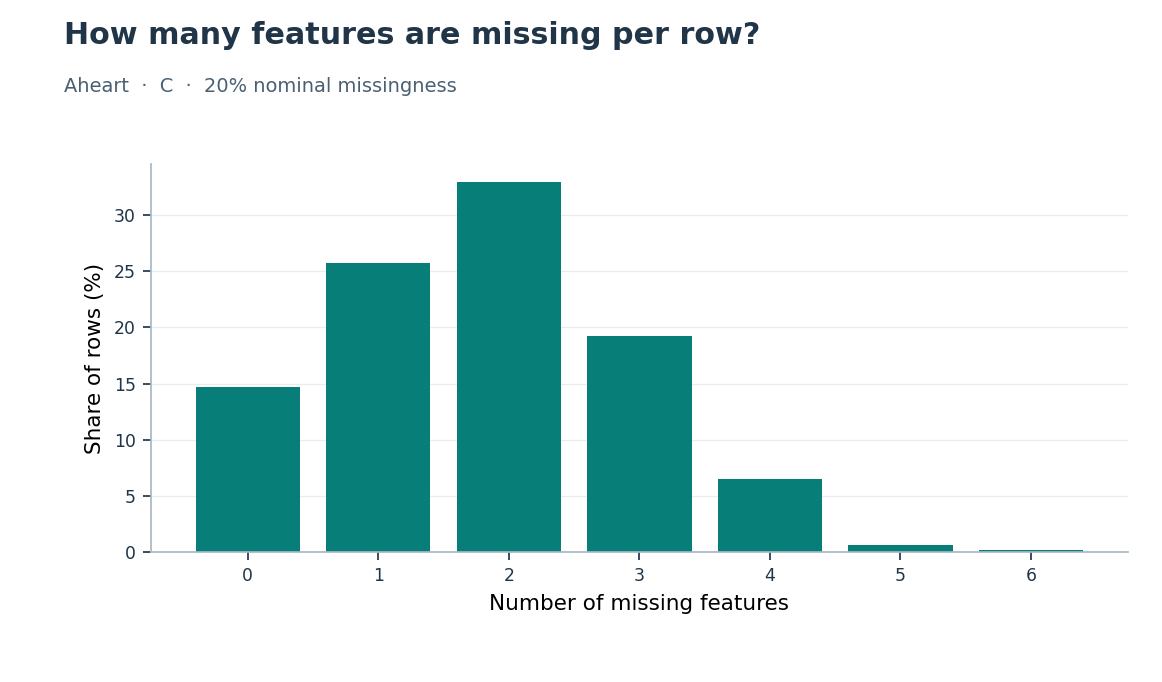 How many features are missing per row?
Aheart · C · 20% nominal missingness
Share of rows (%)
30
25
20
15
10
5
0
0 1 2 3 4 5 6
Number of missing features